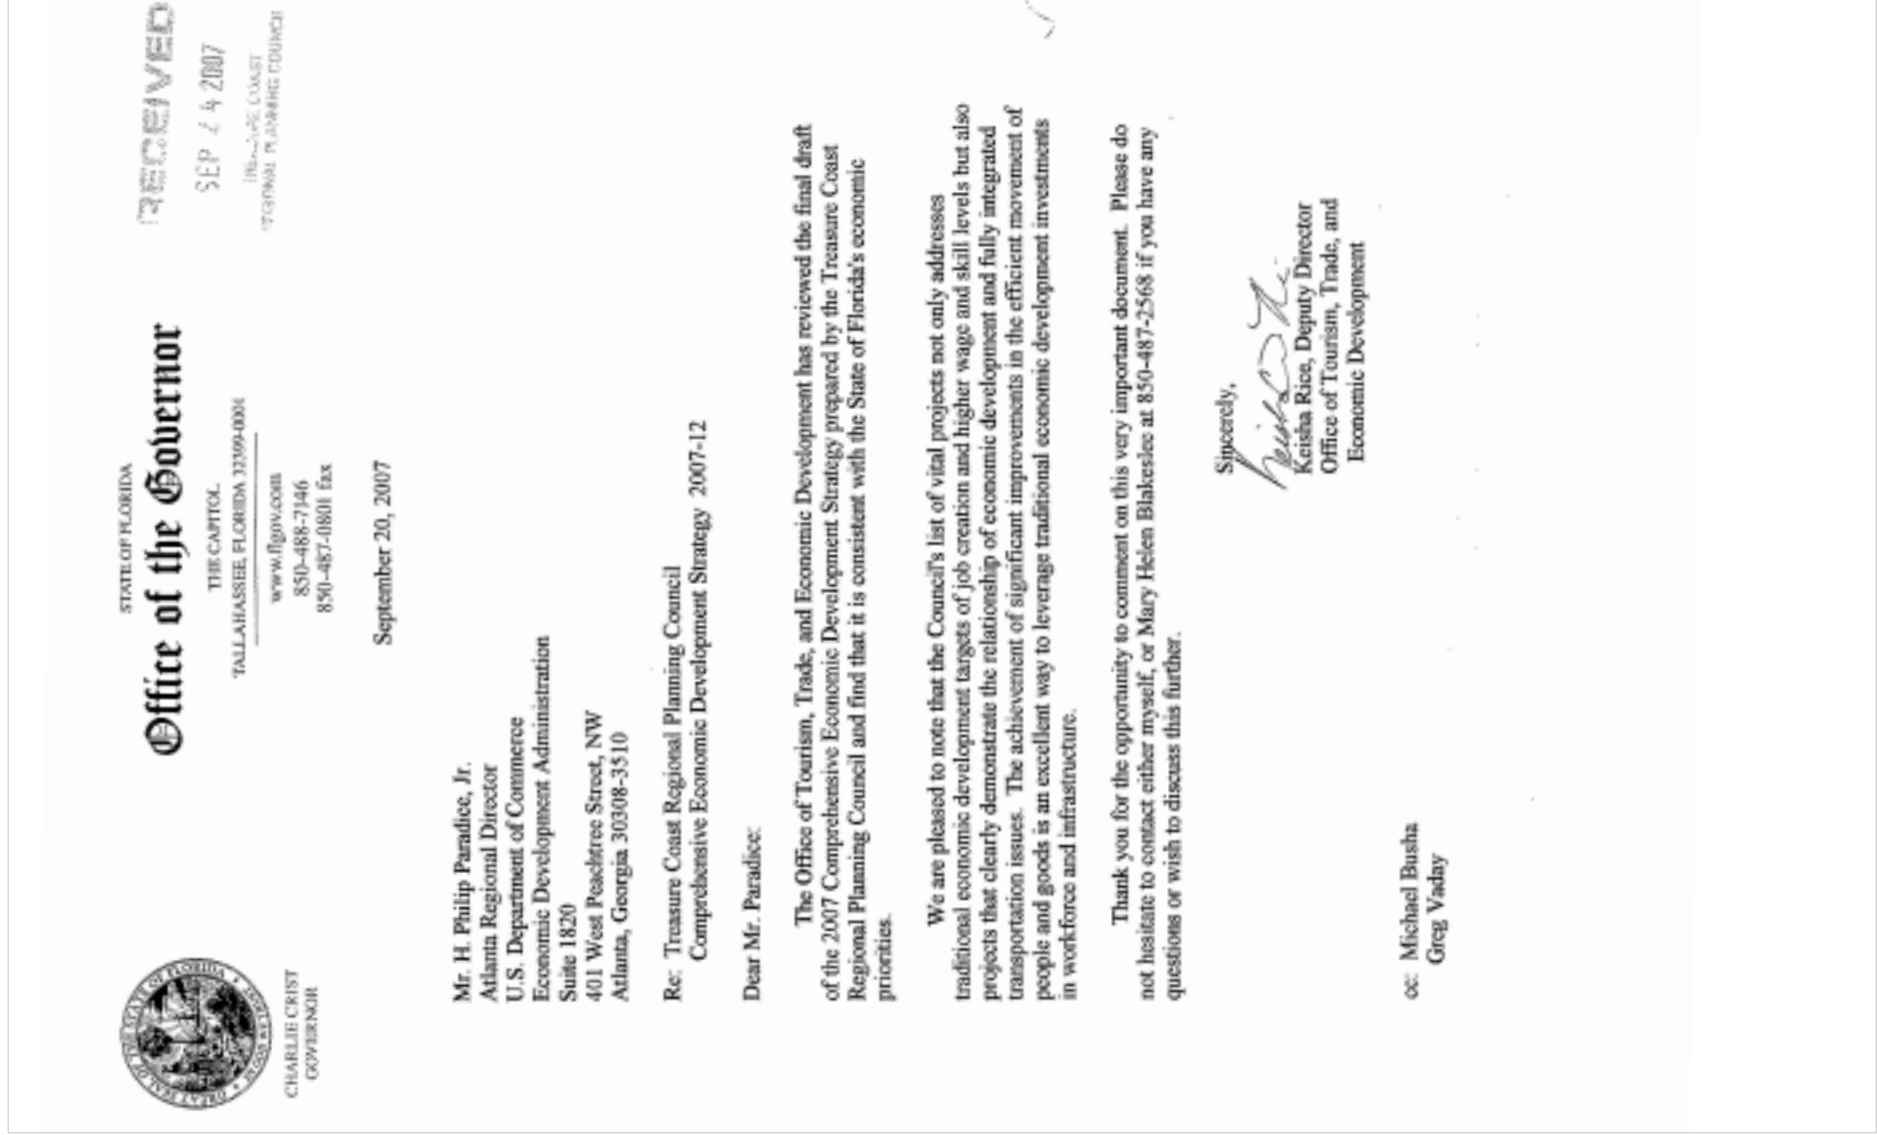 STATE OF FLORIDA
Office of the Governor
THE CAPITOL
TALLAHASSEE, FLORIDA 32399-0001
www.flgov.com
850-488-7146
850-487-0801 fax
CHARLIE CRIST
GOVERNOR
RECEIVED
SEP 24 2007
COAST
REGIONAL PLANNING COUNCIL
September 20, 2007
Mr. H. Philip Paradice, Jr.
Atlanta Regional Director
U.S. Department of Commerce
Economic Development Administration
Suite 1820
401 West Peachtree Street, NW
Atlanta, Georgia 30308-3510
Re: Treasure Coast Regional Planning Council
Comprehensive Economic Development Strategy 2007-12
Dear Mr. Paradice:
The Office of Tourism, Trade, and Economic Development has reviewed the final draft
of the 2007 Comprehensive Economic Development Strategy prepared by the Treasure Coast
Regional Planning Council and find that it is consistent with the State of Florida's economic
priorities.
We are pleased to note that the Council's list of vital projects not only addresses
traditional economic development targets of job creation and higher wage and skill levels but also
projects that clearly demonstrate the relationship of economic development and fully integrated
transportation issues. The achievement of significant improvements in the efficient movement of
people and goods is an excellent way to leverage traditional economic development investments
in workforce and infrastructure.
Thank you for the opportunity to comment on this very important document. Please do
not hesitate to contact either myself, or Mary Helen Blakeslee at 850-487-2568 if you have any
questions or wish to discuss this further.
Sincerely,
Keisha Rice, Deputy Director
Office of Tourism, Trade, and
Economic Development
cc: Michael Busha
Greg Vaday